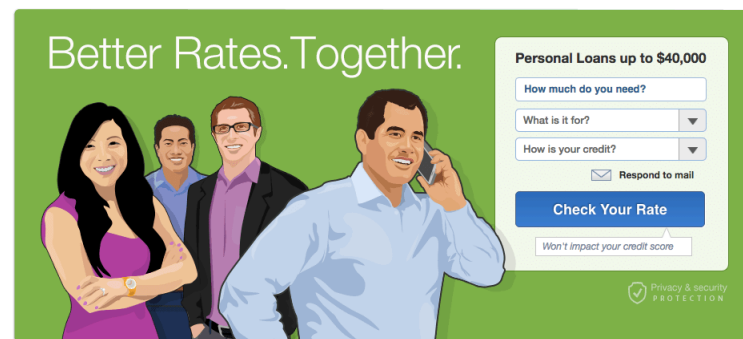 Better Rates.Together.
Personal Loans up to $40,000
How much do you need?
What is it for?
How is your credit?
Respond to mail
Check Your Rate
Won't impact your credit score
Privacy & security
PROTECTION